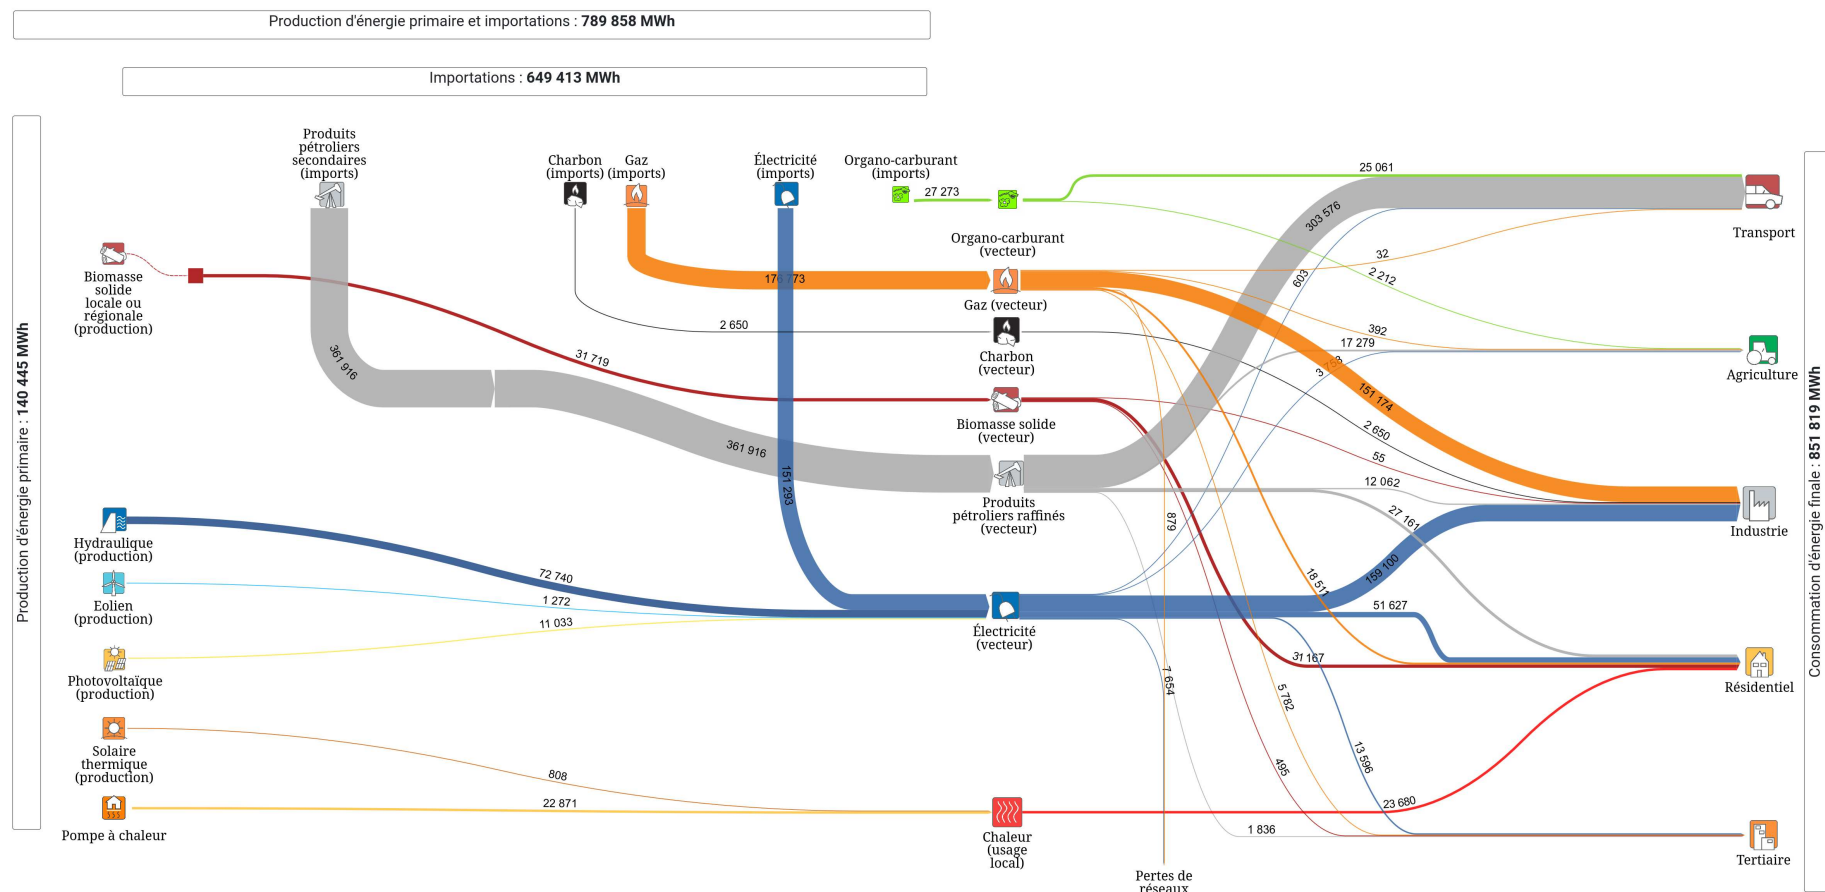 Production d'énergie primaire et importations : 789 858 MWh
Importations : 649 413 MWh
Production d'énergie primaire : 140 445 MWh
Consommation d'énergie finale : 851 819 MWh
Produits
pétroliers
secondaires
(imports)
Charbon
(imports)
Gaz
(imports)
Électricité
(imports)
Organo-carburant
(imports)
Biomasse
solide
locale ou
régionale
(production)
Hydraulique
(production)
Eolien
(production)
Photovoltaïque
(production)
Solaire
thermique
(production)
Pompe à chaleur
Organo-carburant
(vecteur)
Gaz (vecteur)
Charbon
(vecteur)
Biomasse solide
(vecteur)
Produits
pétroliers raffinés
(vecteur)
Électricité
(vecteur)
Chaleur
(usage
local)
Pertes de
réseaux
Transport
Agriculture
Industrie
Résidentiel
Tertiaire
27 273
25 061
303 576
176 773
603
32
2 212
2 650
392
17 279
361 916
31 719
151 174
2 650
55
361 916
151 293
12 062
27 161
879
72 740
1 272
11 033
18 511
159 100
51 627
31 167
7 654
5 782
13 596
495
808
22 871
23 680
1 836